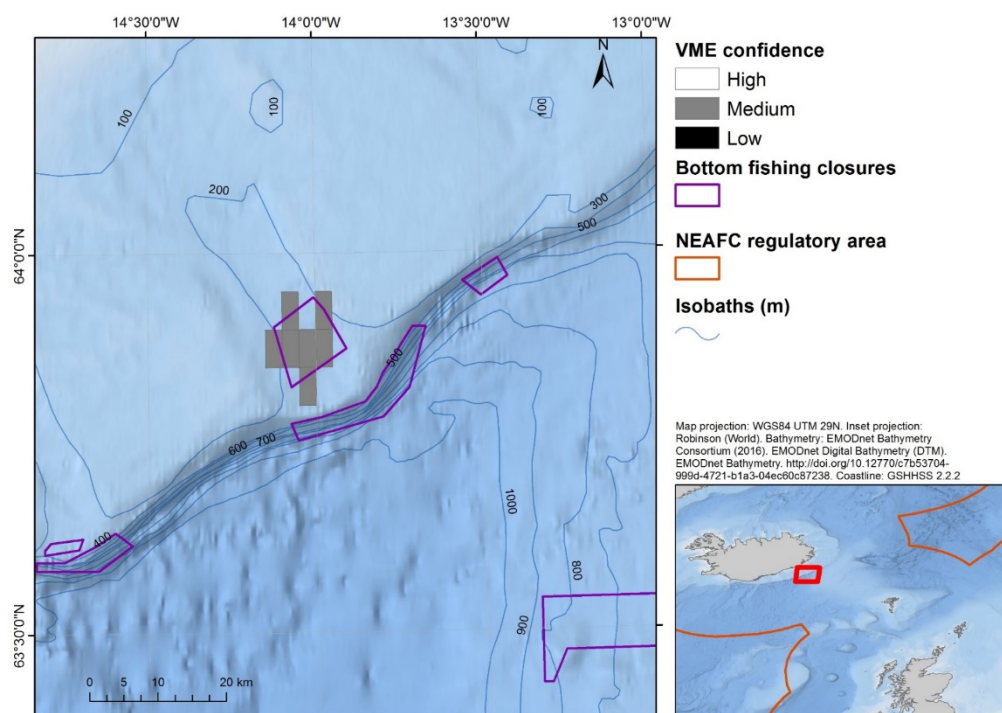 14°30'0"W 14°0'0"W 13°30'0"W 13°0'0"W
N
100
100
100
200
300
500
64°0'0"N
500
600
700
400
1000
800
900
63°30'0"N
0 5 10 20 km
VME confidence
High
Medium
Low
Bottom fishing closures
NEAFC regulatory area
Isobaths (m)
Map projection: WGS84 UTM 29N. Inset projection:
Robinson (World). Bathymetry: EMODnet Bathymetry
Consortium (2016). EMODnet Digital Bathymetry (DTM).
EMODnet Bathymetry. http://doi.org/10.12770/c7b53704-
999d-4721-b1a3-04ec60c87238. Coastline: GSHHSS 2.2.2